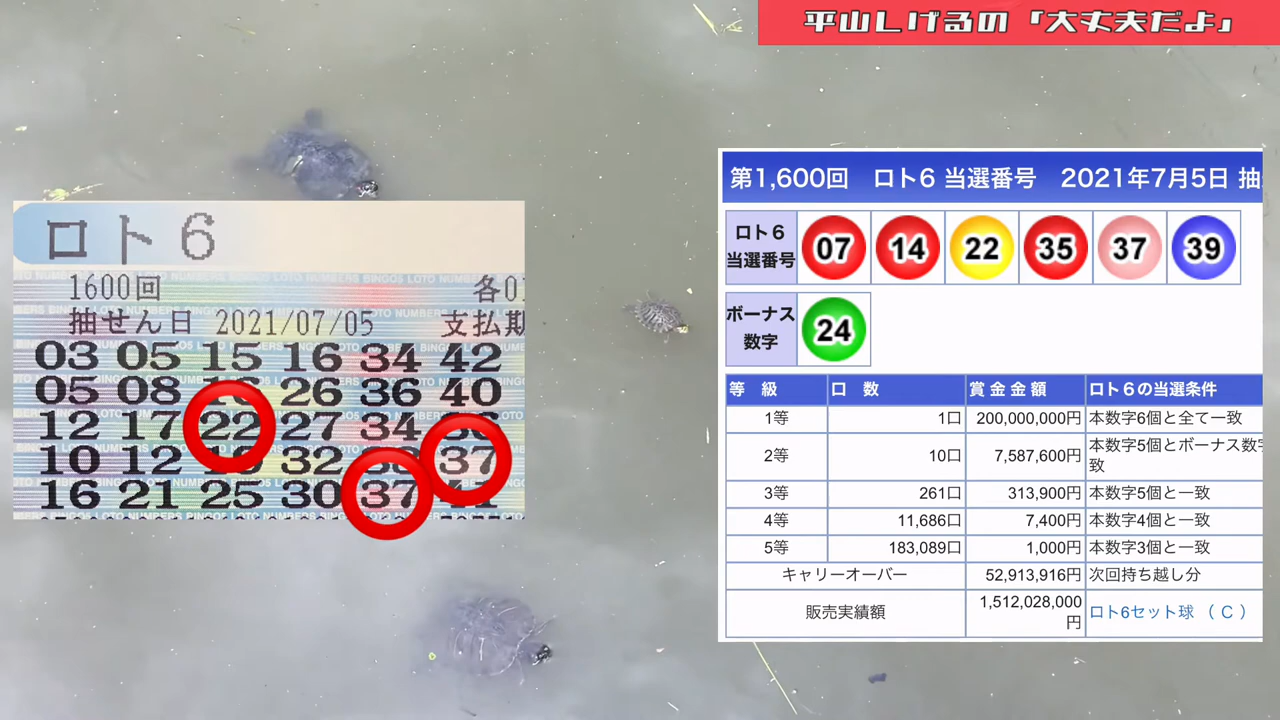 平山しげるの「大丈夫だよ」
ロト6
1600回 各01
抽せん日 2021/07/05 支払期
03 05 15 16 34 42
05 08 26 36 40
12 17 22 27 34
10 12 32 37
16 21 25 30 37
第1,600回 ロト6 当選番号 2021年7月5日 抽
ロト6
当選番号 07 14 22 35 37 39
ボーナス
数字 24
等級 口数 賞金金額 ロト6の当選条件
1等 1口 200,000,000円 本数字6個と全て一致
2等 10口 7,587,600円 本数字5個とボーナス数字
致
3等 261口 313,900円 本数字5個と一致
4等 11,686口 7,400円 本数字4個と一致
5等 183,089口 1,000円 本数字3個と一致
キャリーオーバー 52,913,916円 次回持ち越し分
販売実績額 1,512,028,000
円 ロト6セット球 (C)